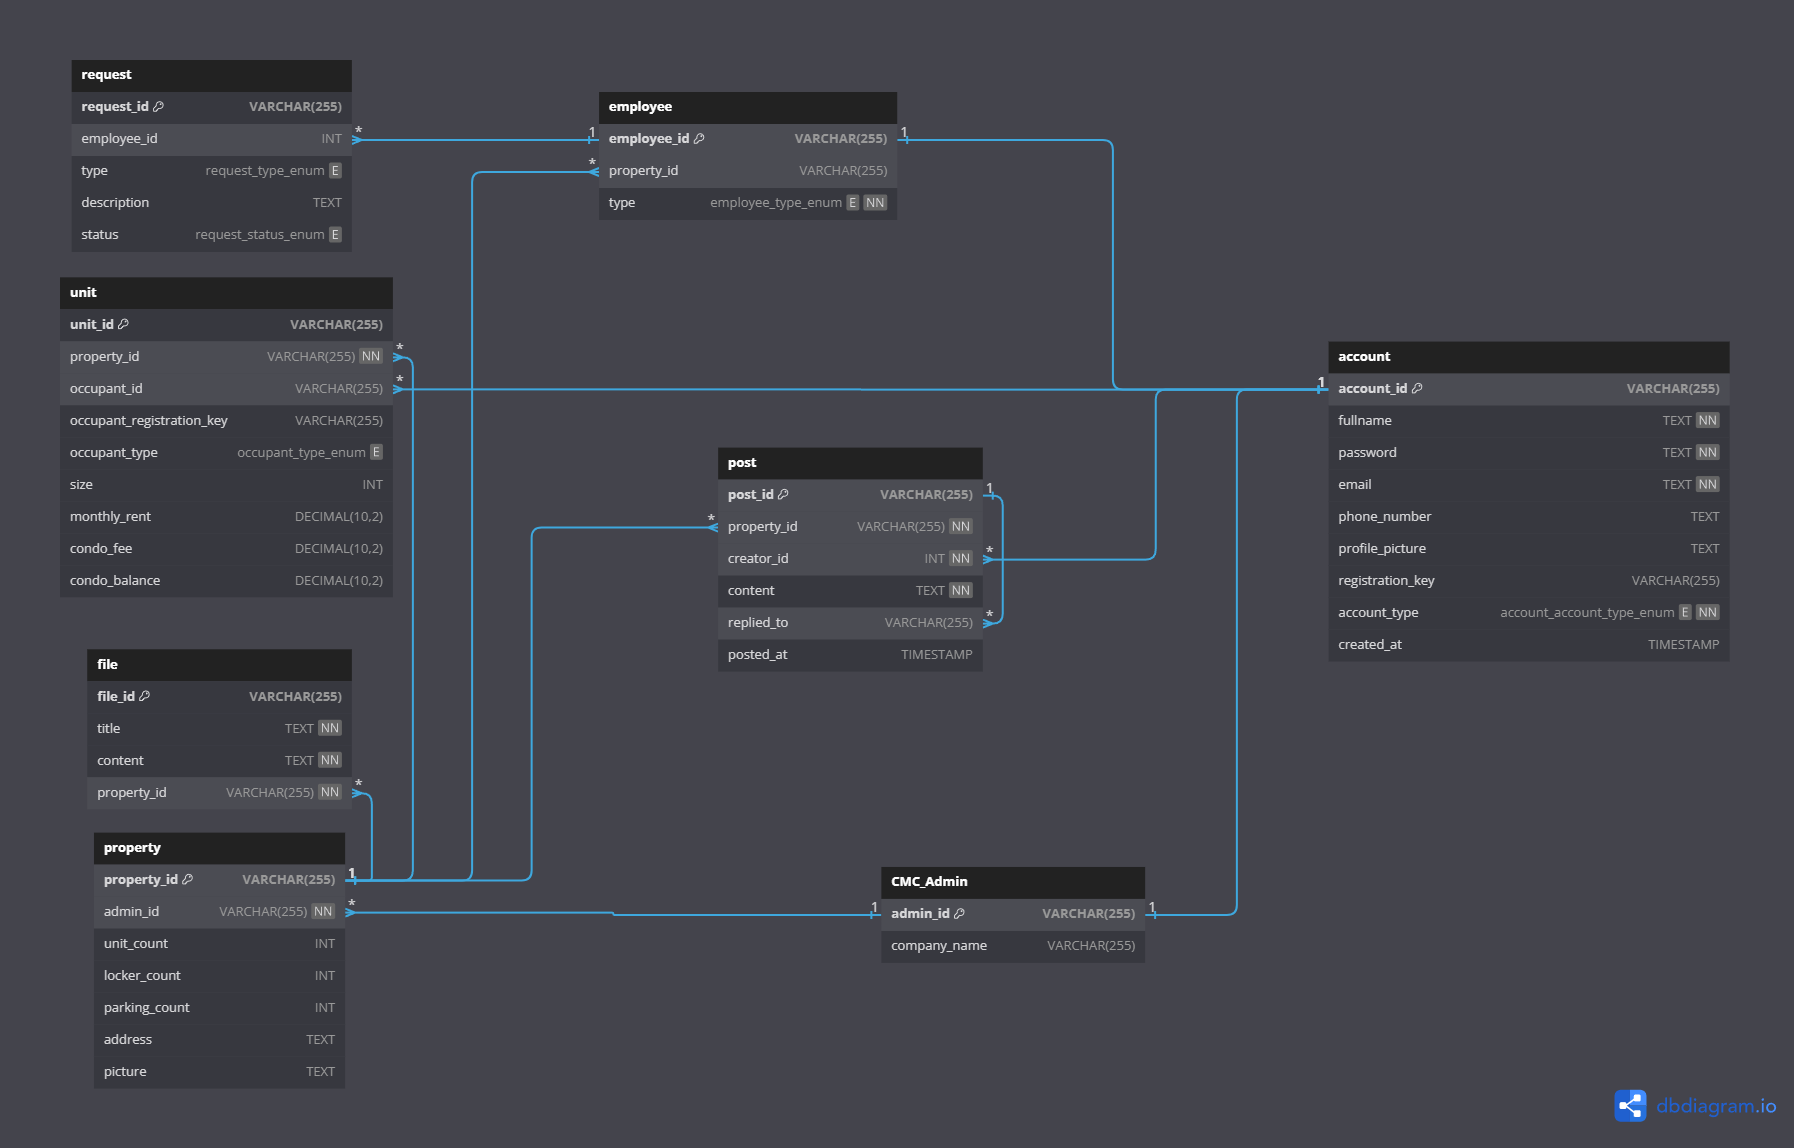 request
request_id VARCHAR(255)
employee_id INT
type request_type_enum E
description TEXT
status request_status_enum E
* 1
employee
employee_id VARCHAR(255)
property_id VARCHAR(255)
type employee_type_enum E NN
* 1
unit
unit_id VARCHAR(255)
property_id VARCHAR(255) NN
occupant_id VARCHAR(255)
occupant_registration_key VARCHAR(255)
occupant_type occupant_type_enum E
size INT
monthly_rent DECIMAL(10,2)
condo_fee DECIMAL(10,2)
condo_balance DECIMAL(10,2)
*
*
1
account
account_id VARCHAR(255)
fullname TEXT NN
password TEXT NN
email TEXT NN
phone_number TEXT
profile_picture TEXT
registration_key VARCHAR(255)
account_type account_account_type_enum E NN
created_at TIMESTAMP
post
post_id VARCHAR(255)
property_id VARCHAR(255) NN
creator_id INT NN
content TEXT NN
replied_to VARCHAR(255)
posted_at TIMESTAMP
* 1
*
*
file
file_id VARCHAR(255)
title TEXT NN
content TEXT NN
property_id VARCHAR(255) NN
*
property
property_id VARCHAR(255)
admin_id VARCHAR(255) NN
unit_count INT
locker_count INT
parking_count INT
address TEXT
picture TEXT
1
* 1
CMC_Admin
admin_id VARCHAR(255)
company_name VARCHAR(255)
1
dbdiagram.io